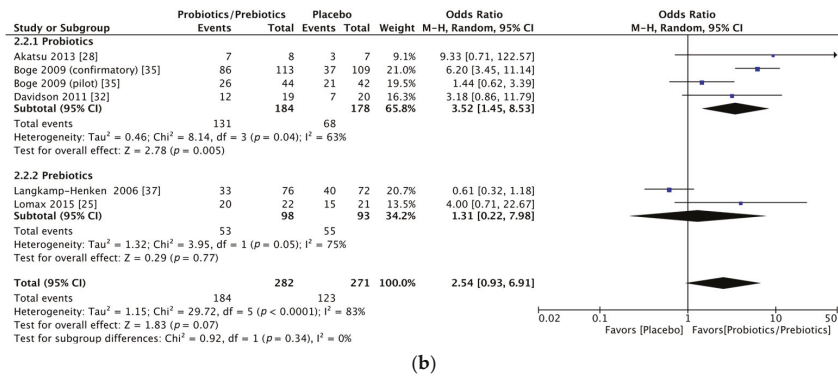 Probiotics/Prebiotics Placebo Odds Ratio Odds Ratio
Study or Subgroup Events Total Events Total Weight M-H, Random, 95% CI M-H, Random, 95% CI
2.2.1 Probiotics
Akatsu 2013 [28] 7 8 3 7 9.1% 9.33 [0.71, 122.57]
Boge 2009 (confirmatory) [35] 86 113 37 109 21.0% 6.20 [3.45, 11.14]
Boge 2009 (pilot) [35] 26 44 21 42 19.4% 1.44 [0.62, 3.39]
Davidson 2011 [32] 12 19 7 20 16.3% 3.18 [0.86, 11.79]
Subtotal (95% CI) 184 178 65.8% 3.52 [1.45, 8.53]
Total events 131 68
Heterogeneity: Tau² = 0.46; Chi² = 8.14, df = 3 (p = 0.04); I² = 63%
Test for overall effect: Z = 2.78 (p = 0.005)
2.2.2 Prebiotics
Langkamp-Henken 2006 [37] 33 76 40 72 20.7% 0.61 [0.32, 1.18]
Lomax 2015 [25] 20 22 15 21 13.5% 4.00 [0.71, 22.67]
Subtotal (95% CI) 98 93 34.2% 1.31 [0.22, 7.98]
Total events 53 55
Heterogeneity: Tau² = 1.32; Chi² = 3.95, df = 1 (p = 0.05); I² = 75%
Test for overall effect: Z = 0.29 (p = 0.77)
Total (95% CI) 282 271 100.0% 2.54 [0.93, 6.91]
Total events 184 123
Heterogeneity: Tau² = 1.15; Chi² = 29.72, df = 5 (p < 0.0001); I² = 83%
Test for overall effect: Z = 1.83 (p = 0.07)
Test for subgroup differences: Chi² = 0.92, df = 1 (p = 0.34), I² = 0%
0.02 0.1 1 10 50
Favors [Placebo] Favors[Probiotics/Prebiotics]
(b)